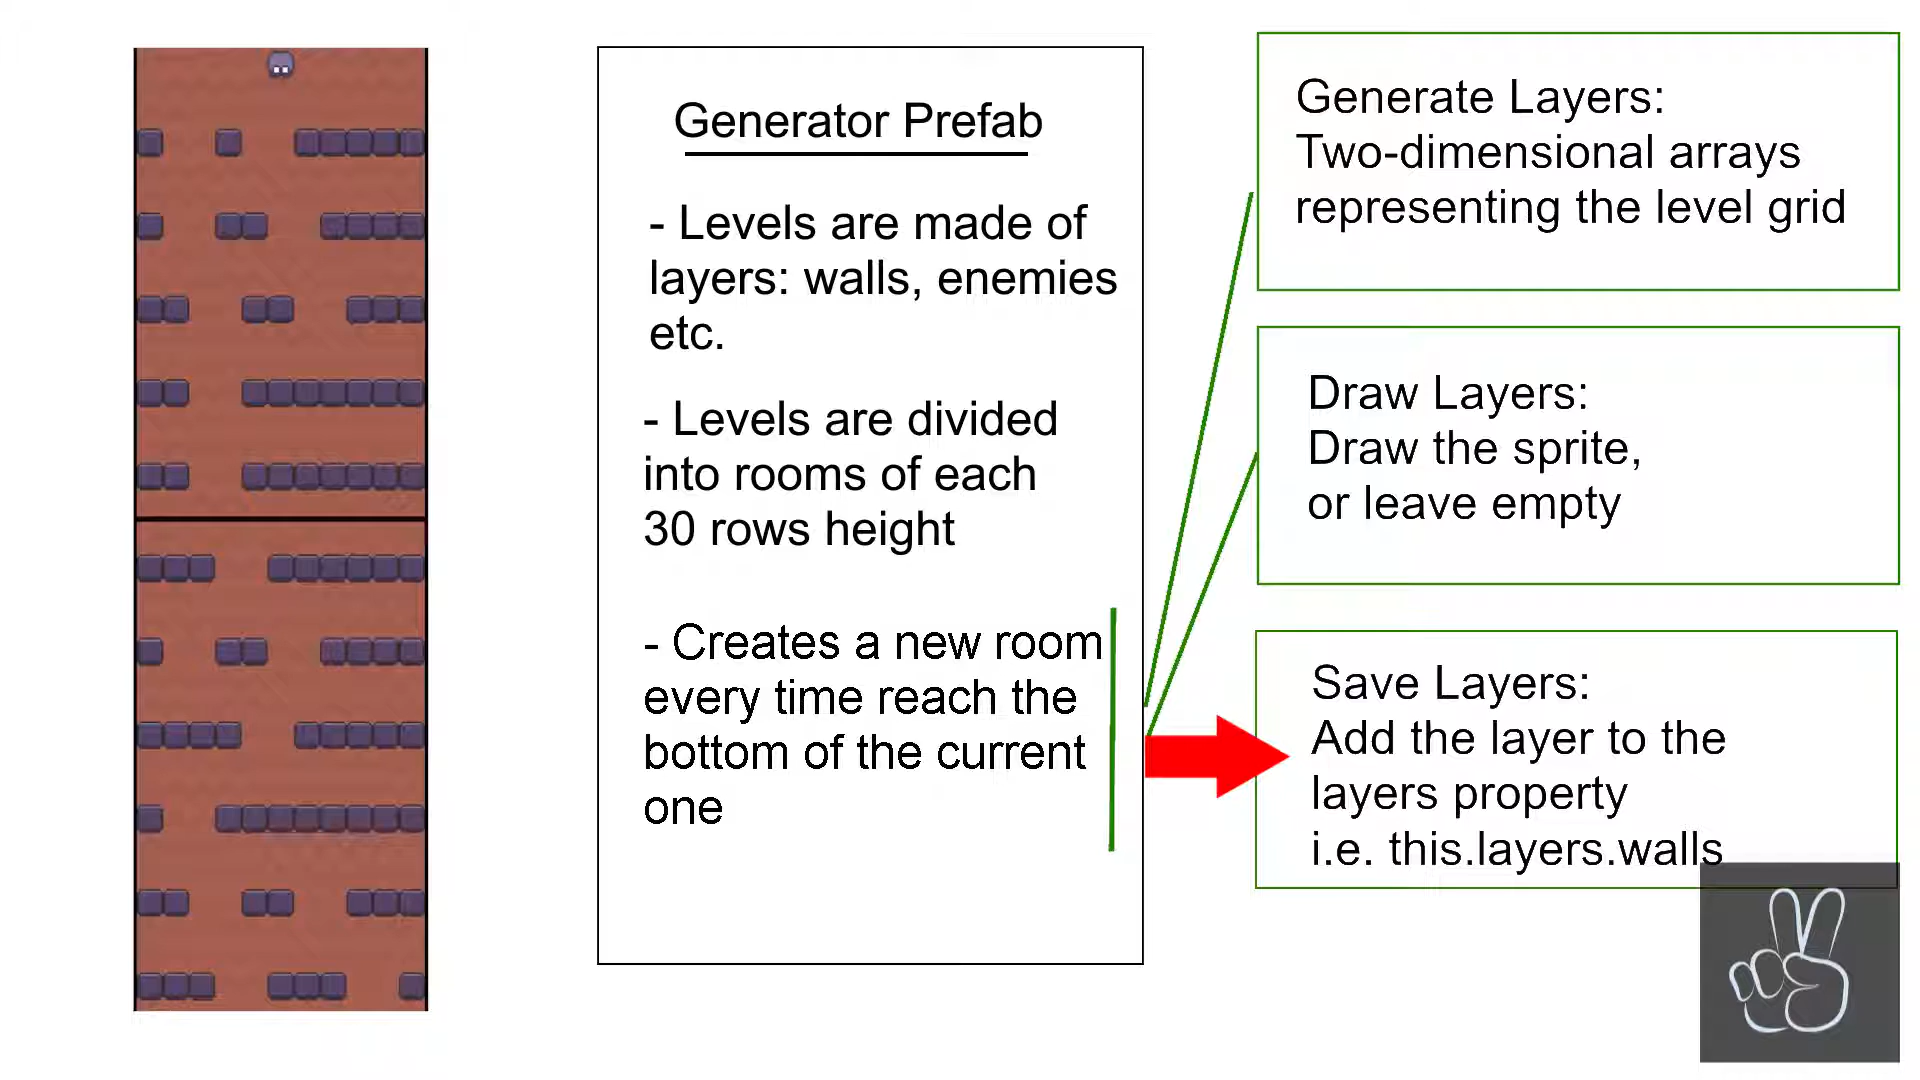 Generator Prefab
- Levels are made of
layers: walls, enemies
etc.
- Levels are divided
into rooms of each
30 rows height
- Creates a new room
every time reach the
bottom of the current
one
Generate Layers:
Two-dimensional arrays
representing the level grid
Draw Layers:
Draw the sprite,
or leave empty
Save Layers:
Add the layer to the
layers property
i.e. this.layers.walls